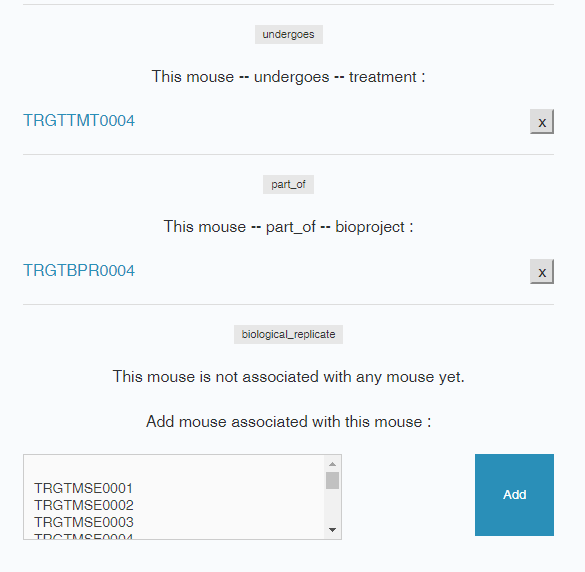 undergoes
This mouse -- undergoes -- treatment :
TRGTTMT0004
x
part_of
This mouse -- part_of -- bioproject :
TRGTBPR0004
x
biological_replicate
This mouse is not associated with any mouse yet.
Add mouse associated with this mouse :
TRGTMSE0001
TRGTMSE0002
TRGTMSE0003
TRGTMSE0004
Add